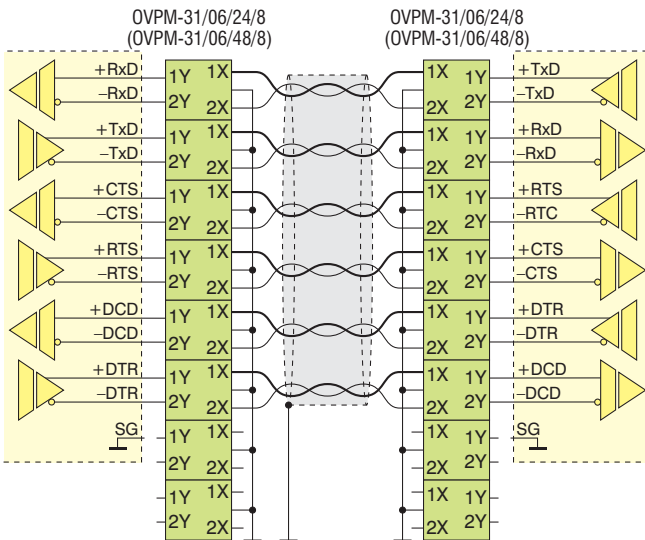 OVPM-31/06/24/8 OVPM-31/06/24/8
(OVPM-31/06/48/8) (OVPM-31/06/48/8)
+RxD 1Y 1X 1X 1Y +TxD
−RxD 2Y 2X 2X 2Y −TxD
+TxD 1Y 1X 1X 1Y +RxD
−TxD 2Y 2X 2X 2Y −RxD
+CTS 1Y 1X 1X 1Y +RTS
−CTS 2Y 2X 2X 2Y −RTC
+RTS 1Y 1X 1X 1Y +CTS
−RTS 2Y 2X 2X 2Y −CTS
+DCD 1Y 1X 1X 1Y +DTR
−DCD 2Y 2X 2X 2Y −DTR
+DTR 1Y 1X 1X 1Y +DCD
−DTR 2Y 2X 2X 2Y −DCD
SG 1Y 1X 1X 1Y SG
2Y 2X 2X 2Y
1Y 1X 1X 1Y
2Y 2X 2X 2Y